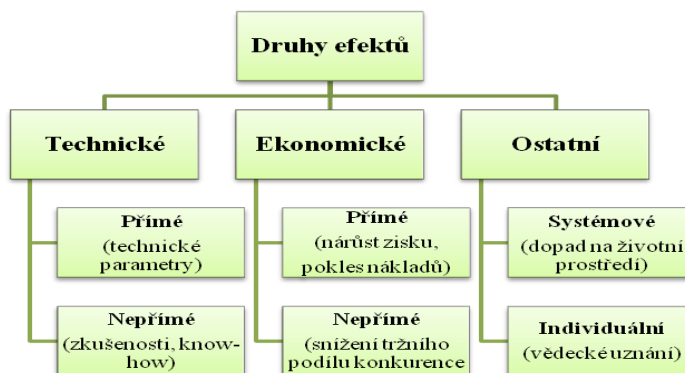 Druhy efektů
Technické
Ekonomické
Ostatní
Přímé
(technické
parametry)
Přímé
(nárůst zisku,
pokles nákladů)
Systémové
(dopad na životní
prostředí)
Nepřímé
(zkušenosti, know-
how)
Nepřímé
(snížení tržního
podílu konkurence
Individuální
(vědecké uznání)